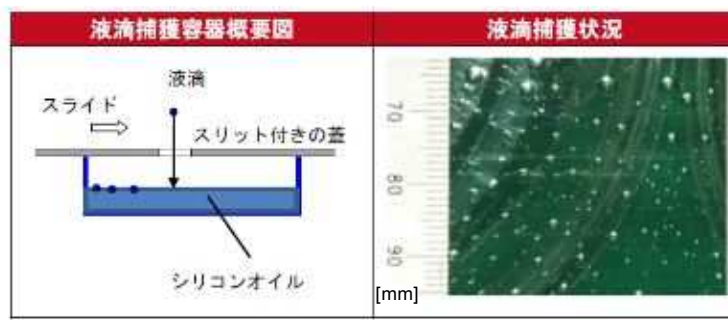 液滴捕獲容器概要図
液滴捕獲状況
液滴
スライド
スリット付きの蓋
シリコンオイル
70
80
90
[mm]